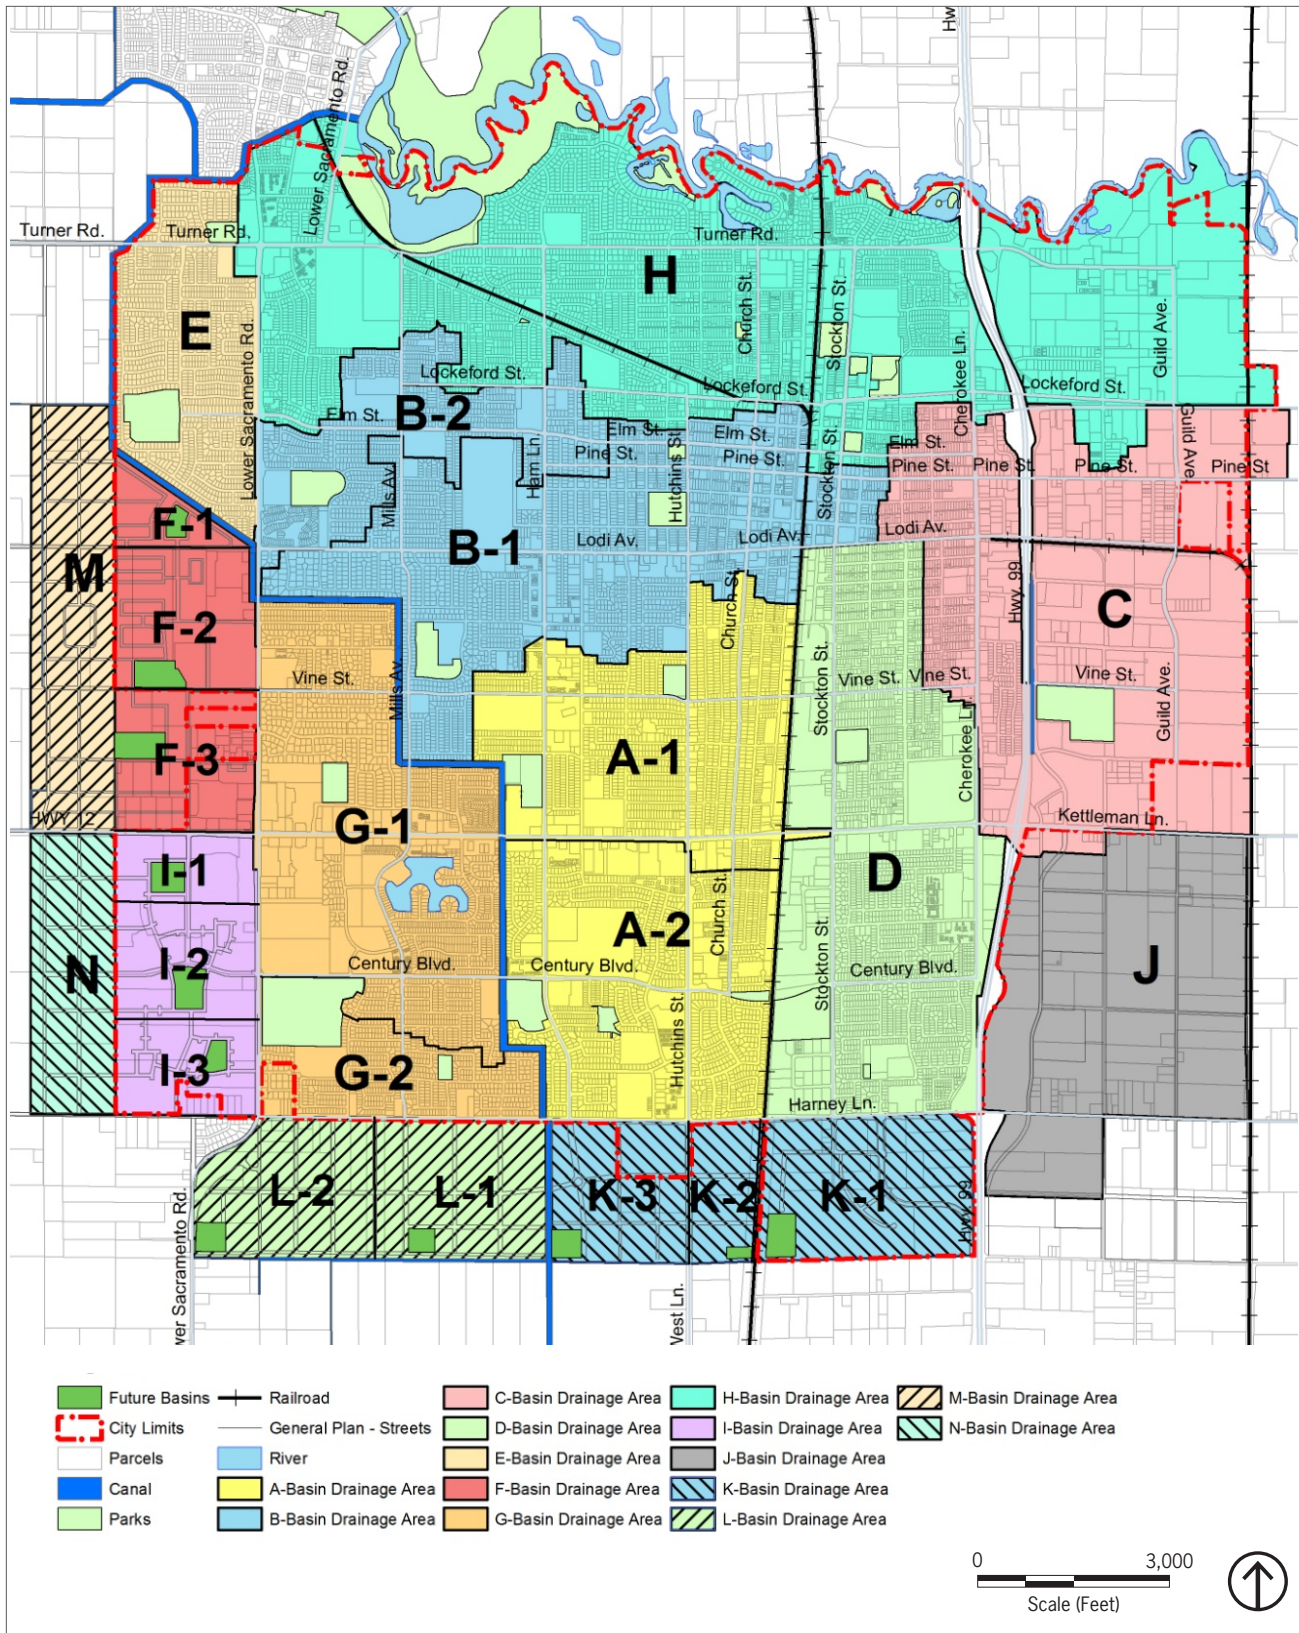 Hw
Lower Sacramento Rd.
Turner Rd.
Turner Rd.
Lower Sacramento Rd.
Turner Rd.
H
Church St.
Stockton St.
Cherokee Ln.
Guild Ave.
E
Lower Sacramento Rd.
Lockeford St.
Lockeford St.
Lockeford St.
B-2
Elm St.
Elm St.
Elm St.
Elm St.
Guild Ave
Hutchins St.
Ham Ln.
Pine St.
Pine St.
Pine St.
Pine St.
Pine St.
Pine St
Mills Av
Stockton St.
F-1
B-1
Lodi Av.
Lodi Av.
Lodi Av.
M
F-2
Hwy 99
C
Church St
Vine St.
Mills Av
Stockton St.
Vine St.
Vine St.
Vine St.
Guild Ave.
F-3
A-1
Cherokee Ln
HWY 12
G-1
Kettleman Ln.
I-1
D
Church St.
A-2
N
I-2
Century Blvd.
Century Blvd.
Stockton St.
Century Blvd.
J
Hutchins St.
I-3
G-2
Harney Ln.
L-2
L-1
K-3
K-2
K-1
Hwy 99
wer Sacramento Rd.
West Ln.
Future Basins
City Limits
Parcels
Canal
Parks
Railroad
General Plan - Streets
River
A-Basin Drainage Area
B-Basin Drainage Area
C-Basin Drainage Area
D-Basin Drainage Area
E-Basin Drainage Area
F-Basin Drainage Area
G-Basin Drainage Area
H-Basin Drainage Area
I-Basin Drainage Area
J-Basin Drainage Area
K-Basin Drainage Area
L-Basin Drainage Area
M-Basin Drainage Area
N-Basin Drainage Area
0 3,000
Scale (Feet)